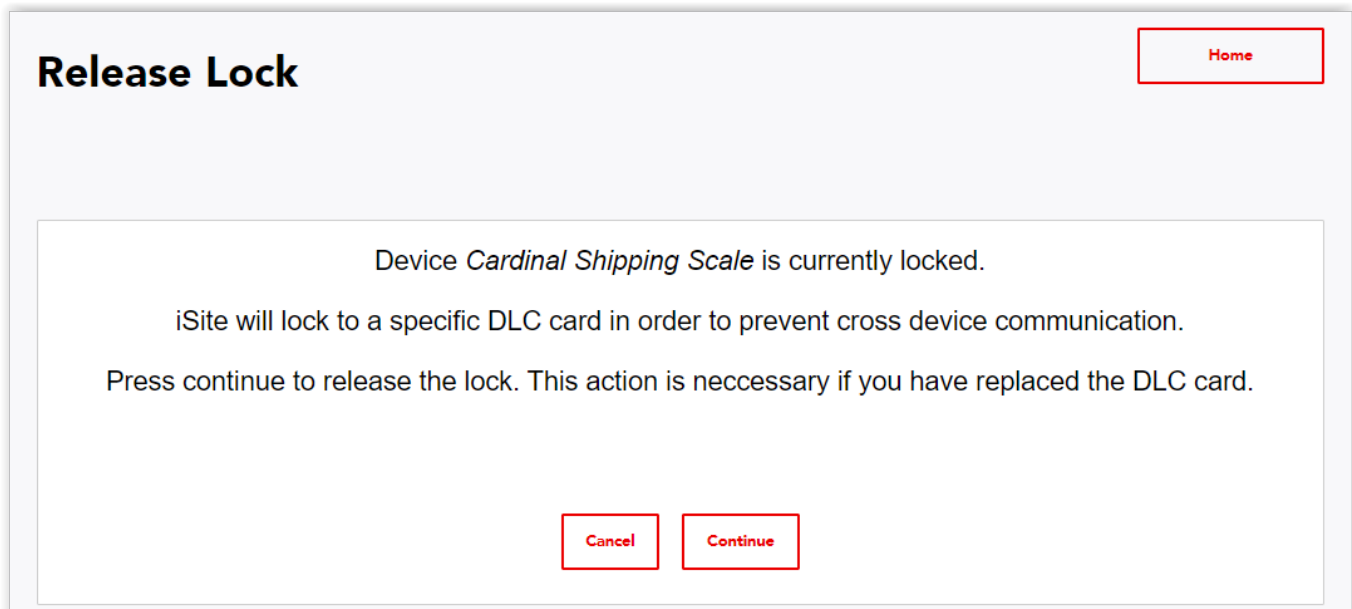 Release Lock
Home
Device Cardinal Shipping Scale is currently locked.
iSite will lock to a specific DLC card in order to prevent cross device communication.
Press continue to release the lock. This action is neccessary if you have replaced the DLC card.
Cancel
Continue